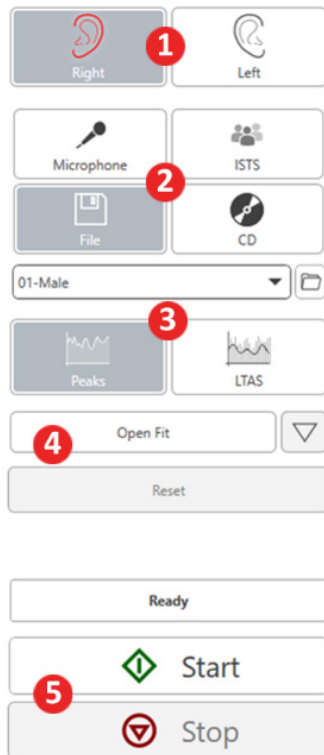 1
Right Left
Microphone ISTS
2
File CD
01-Male
3
Peaks LTAS
4 Open Fit
Reset
Ready
Start
5
Stop